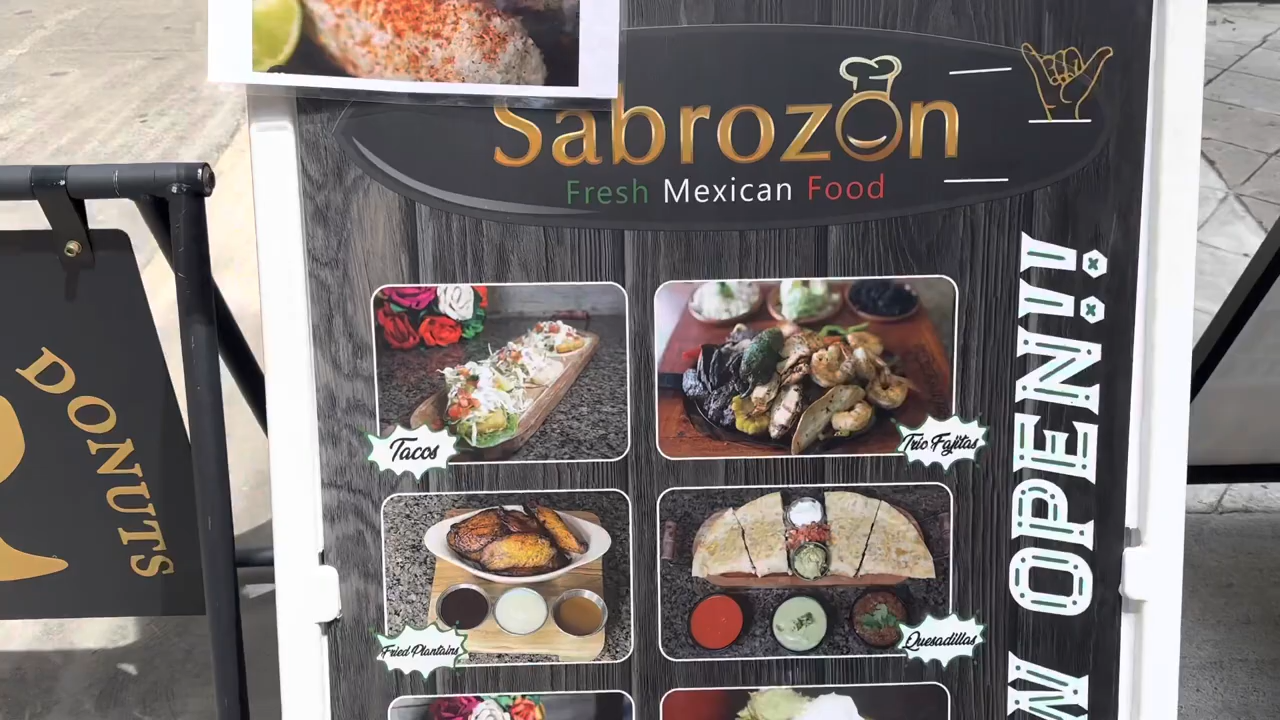 Sabrozon
Fresh Mexican Food
Tacos
Trio Fajitas
Fried Plantains
Quesadillas
W OPEN!!
DONUTS